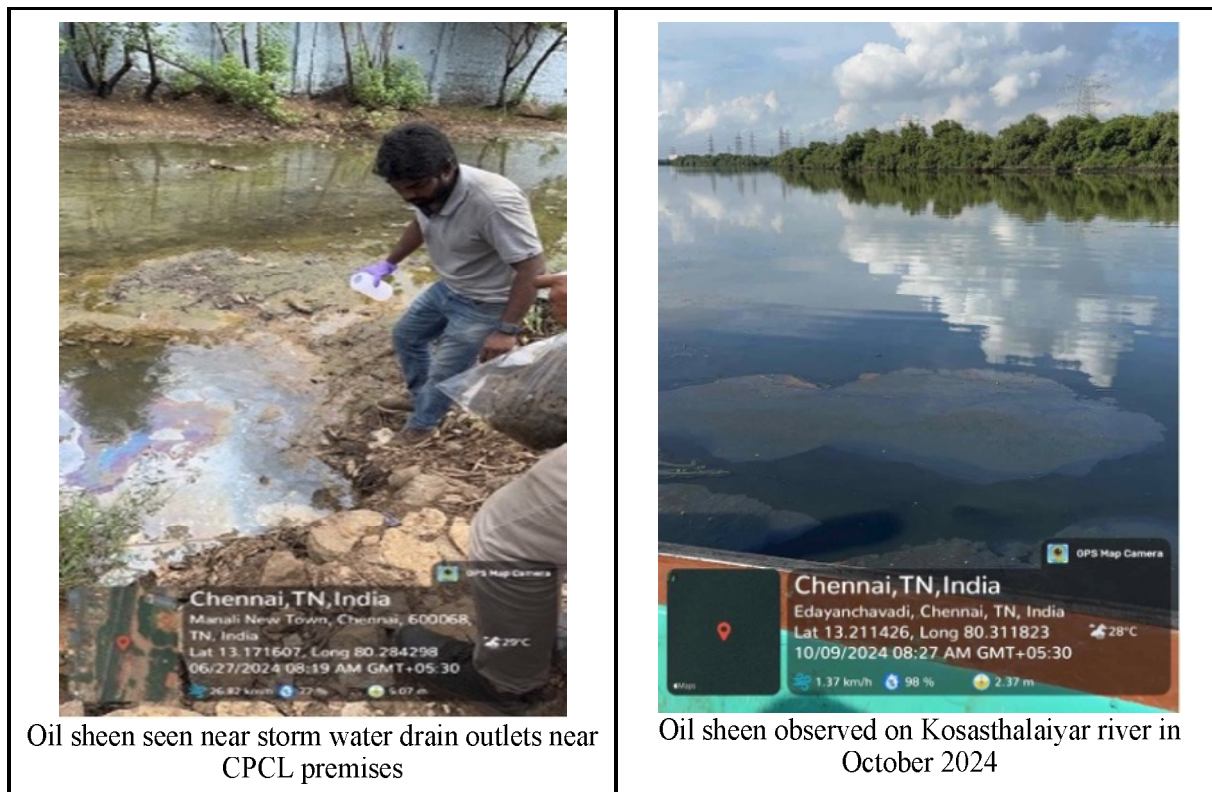 GPS Map Camera
Chennai,TN,India
Manali New Town, Chennai, 600068,
TN, India
29°C
Lat 13.171607, Long 80.284298
06/27/2024 08:19 AM GMT+05:30
26.82 km/h 27 % 5.07 m
Oil sheen seen near storm water drain outlets near
CPCL premises
GPS Map Camera
Chennai,TN,India
Edayanchavadi, Chennai, TN, India
Lat 13.211426, Long 80.311823 28°C
10/09/2024 08:27 AM GMT+05:30
Maps 1.37 km/h 98 % 2.37 m
Oil sheen observed on Kosasthalaiyar river in
October 2024